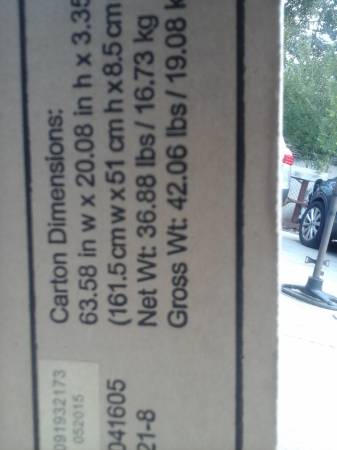 Carton Dimensions:
63.58 in w x 20.08 in h x 3.35
(161.5 cm w x 51 cm h x 8.5 cm
Net Wt: 36.88 lbs / 16.73 kg
Gross Wt: 42.06 lbs / 19.08 k
091932173
052015
041605
21-8